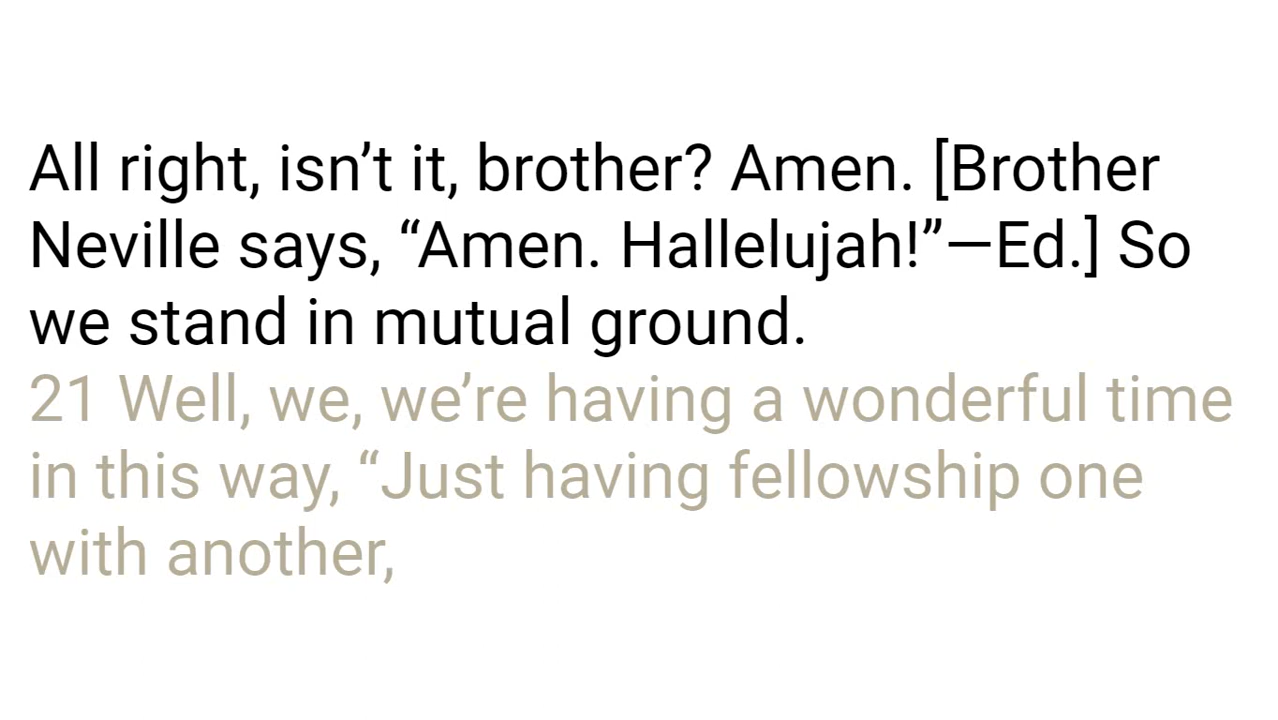 All right, isn’t it, brother? Amen. [Brother
Neville says, “Amen. Hallelujah!”—Ed.] So
we stand in mutual ground.
21 Well, we, we’re having a wonderful time
in this way, “Just having fellowship one
with another,